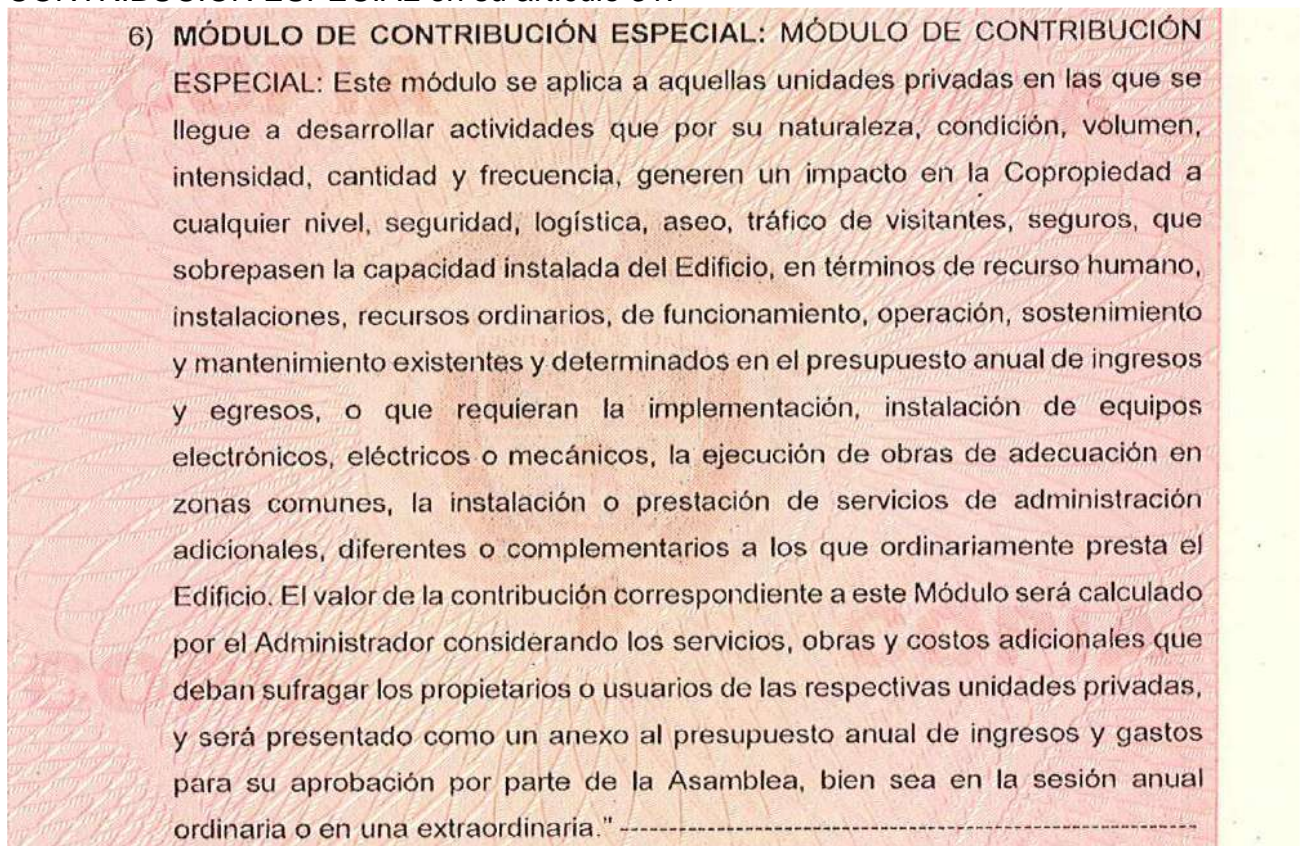 6) MÓDULO DE CONTRIBUCIÓN ESPECIAL: MÓDULO DE CONTRIBUCIÓN
ESPECIAL: Este módulo se aplica a aquellas unidades privadas en las que se
llegue a desarrollar actividades que por su naturaleza, condición, volumen,
intensidad, cantidad y frecuencia, generen un impacto en la Copropiedad a
cualquier nivel, seguridad, logística, aseo, tráfico de visitantes, seguros, que
sobrepasen la capacidad instalada del Edificio, en términos de recurso humano,
instalaciones, recursos ordinarios, de funcionamiento, operación, sostenimiento
y mantenimiento existentes y determinados en el presupuesto anual de ingresos
y egresos, o que requieran la implementación, instalación de equipos
electrónicos, eléctricos o mecánicos, la ejecución de obras de adecuación en
zonas comunes, la instalación o prestación de servicios de administración
adicionales, diferentes o complementarios a los que ordinariamente presta el
Edificio. El valor de la contribución correspondiente a este Módulo será calculado
por el Administrador considerando los servicios, obras y costos adicionales que
deban sufragar los propietarios o usuarios de las respectivas unidades privadas,
y será presentado como un anexo al presupuesto anual de ingresos y gastos
para su aprobación por parte de la Asamblea, bien sea en la sesión anual
ordinaria o en una extraordinaria." ----------